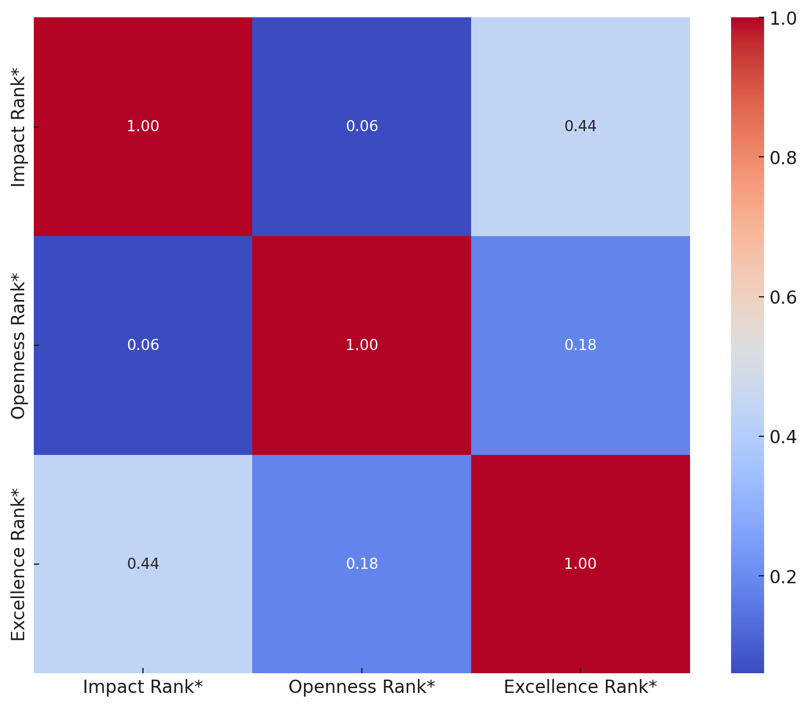 1.0
Impact Rank*
1.00
0.06
0.44
0.8
0.6
Openness Rank*
0.06
1.00
0.18
0.4
Excellence Rank*
0.44
0.18
1.00
0.2
Impact Rank*
Openness Rank*
Excellence Rank*